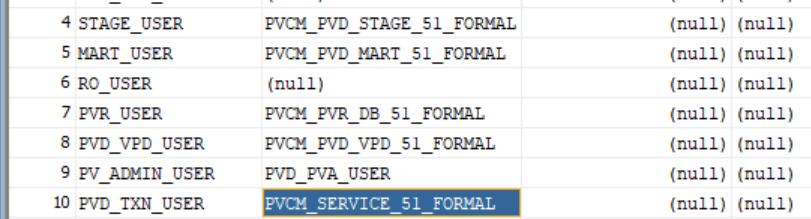 4 STAGE_USER PVCM_PVD_STAGE_51_FORMAL (null) (null)
5 MART_USER PVCM_PVD_MART_51_FORMAL (null) (null)
6 RO_USER (null) (null) (null)
7 PVR_USER PVCM_PVR_DB_51_FORMAL (null) (null)
8 PVD_VPD_USER PVCM_PVD_VPD_51_FORMAL (null) (null)
9 PV_ADMIN_USER PVD_PVA_USER (null) (null)
10 PVD_TXN_USER PVCM_SERVICE_51_FORMAL (null) (null)